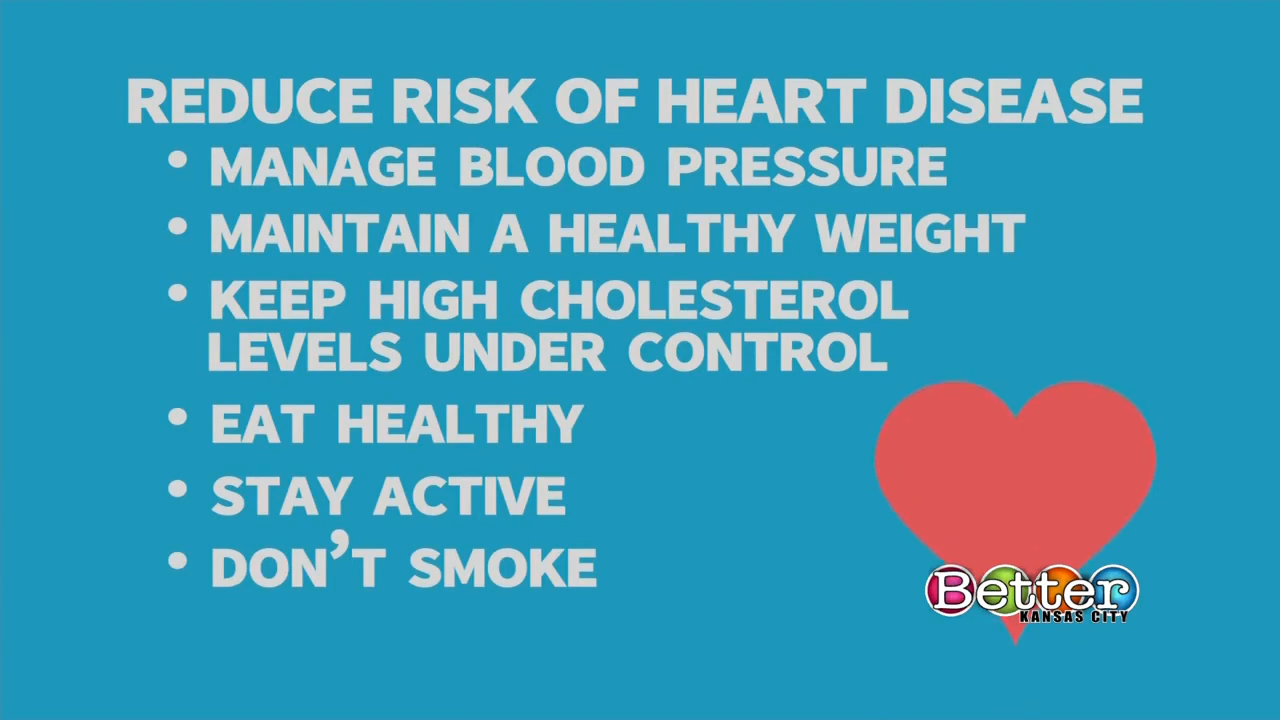 REDUCE RISK OF HEART DISEASE
• MANAGE BLOOD PRESSURE
• MAINTAIN A HEALTHY WEIGHT
• KEEP HIGH CHOLESTEROL
LEVELS UNDER CONTROL
• EAT HEALTHY
• STAY ACTIVE
• DON'T SMOKE
Better
KANSAS CITY